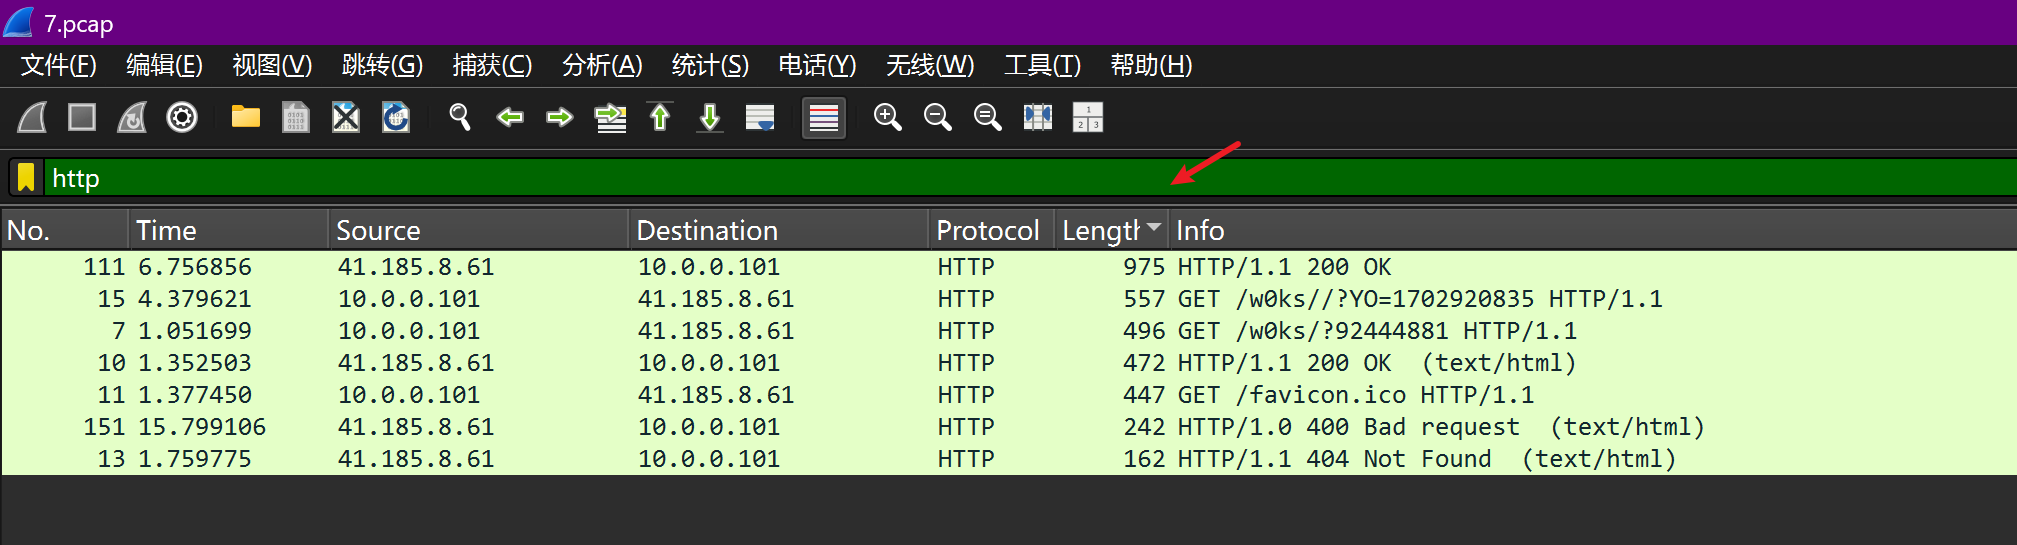 7.pcap
文件(F) 编辑(E) 视图(V) 跳转(G) 捕获(C) 分析(A) 统计(S) 电话(Y) 无线(W) 工具(T) 帮助(H)
http
No. Time Source Destination Protocol Length Info
111 6.756856 41.185.8.61 10.0.0.101 HTTP 975 HTTP/1.1 200 OK
15 4.379621 10.0.0.101 41.185.8.61 HTTP 557 GET /w0ks//?YO=1702920835 HTTP/1.1
7 1.051699 10.0.0.101 41.185.8.61 HTTP 496 GET /w0ks/?92444881 HTTP/1.1
10 1.352503 41.185.8.61 10.0.0.101 HTTP 472 HTTP/1.1 200 OK (text/html)
11 1.377450 10.0.0.101 41.185.8.61 HTTP 447 GET /favicon.ico HTTP/1.1
151 15.799106 41.185.8.61 10.0.0.101 HTTP 242 HTTP/1.0 400 Bad request (text/html)
13 1.759775 41.185.8.61 10.0.0.101 HTTP 162 HTTP/1.1 404 Not Found (text/html)